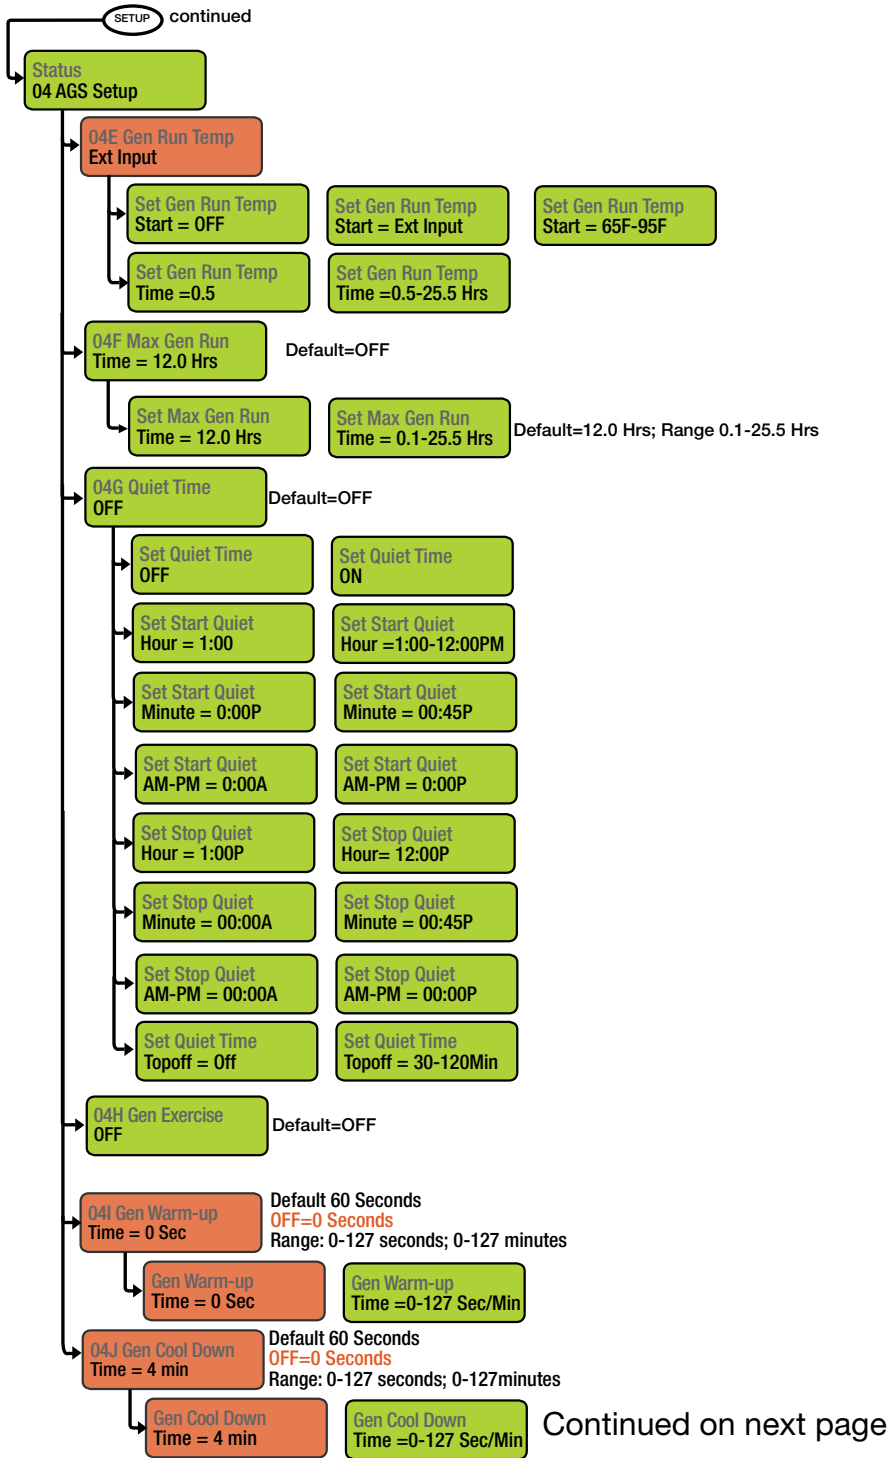 SETUP continued
Status
04 AGS Setup
04E Gen Run Temp
Ext Input
Set Gen Run Temp
Start = OFF
Set Gen Run Temp
Start = Ext Input
Set Gen Run Temp
Start = 65F-95F
Set Gen Run Temp
Time =0.5
Set Gen Run Temp
Time =0.5-25.5 Hrs
04F Max Gen Run
Time = 12.0 Hrs
Default=OFF
Set Max Gen Run
Time = 12.0 Hrs
Set Max Gen Run
Time = 0.1-25.5 Hrs
Default=12.0 Hrs; Range 0.1-25.5 Hrs
04G Quiet Time
OFF
Default=OFF
Set Quiet Time
OFF
Set Quiet Time
ON
Set Start Quiet
Hour = 1:00
Set Start Quiet
Hour =1:00-12:00PM
Set Start Quiet
Minute = 0:00P
Set Start Quiet
Minute = 00:45P
Set Start Quiet
AM-PM = 0:00A
Set Start Quiet
AM-PM = 0:00P
Set Stop Quiet
Hour = 1:00P
Set Stop Quiet
Hour= 12:00P
Set Stop Quiet
Minute = 00:00A
Set Stop Quiet
Minute = 00:45P
Set Stop Quiet
AM-PM = 00:00A
Set Stop Quiet
AM-PM = 00:00P
Set Quiet Time
Topoff = Off
Set Quiet Time
Topoff = 30-120Min
04H Gen Exercise
OFF
Default=OFF
04I Gen Warm-up
Time = 0 Sec
Default 60 Seconds
OFF=0 Seconds
Range: 0-127 seconds; 0-127 minutes
Gen Warm-up
Time = 0 Sec
Gen Warm-up
Time =0-127 Sec/Min
04J Gen Cool Down
Time = 4 min
Default 60 Seconds
OFF=0 Seconds
Range: 0-127 seconds; 0-127minutes
Gen Cool Down
Time = 4 min
Gen Cool Down
Time =0-127 Sec/Min
Continued on next page